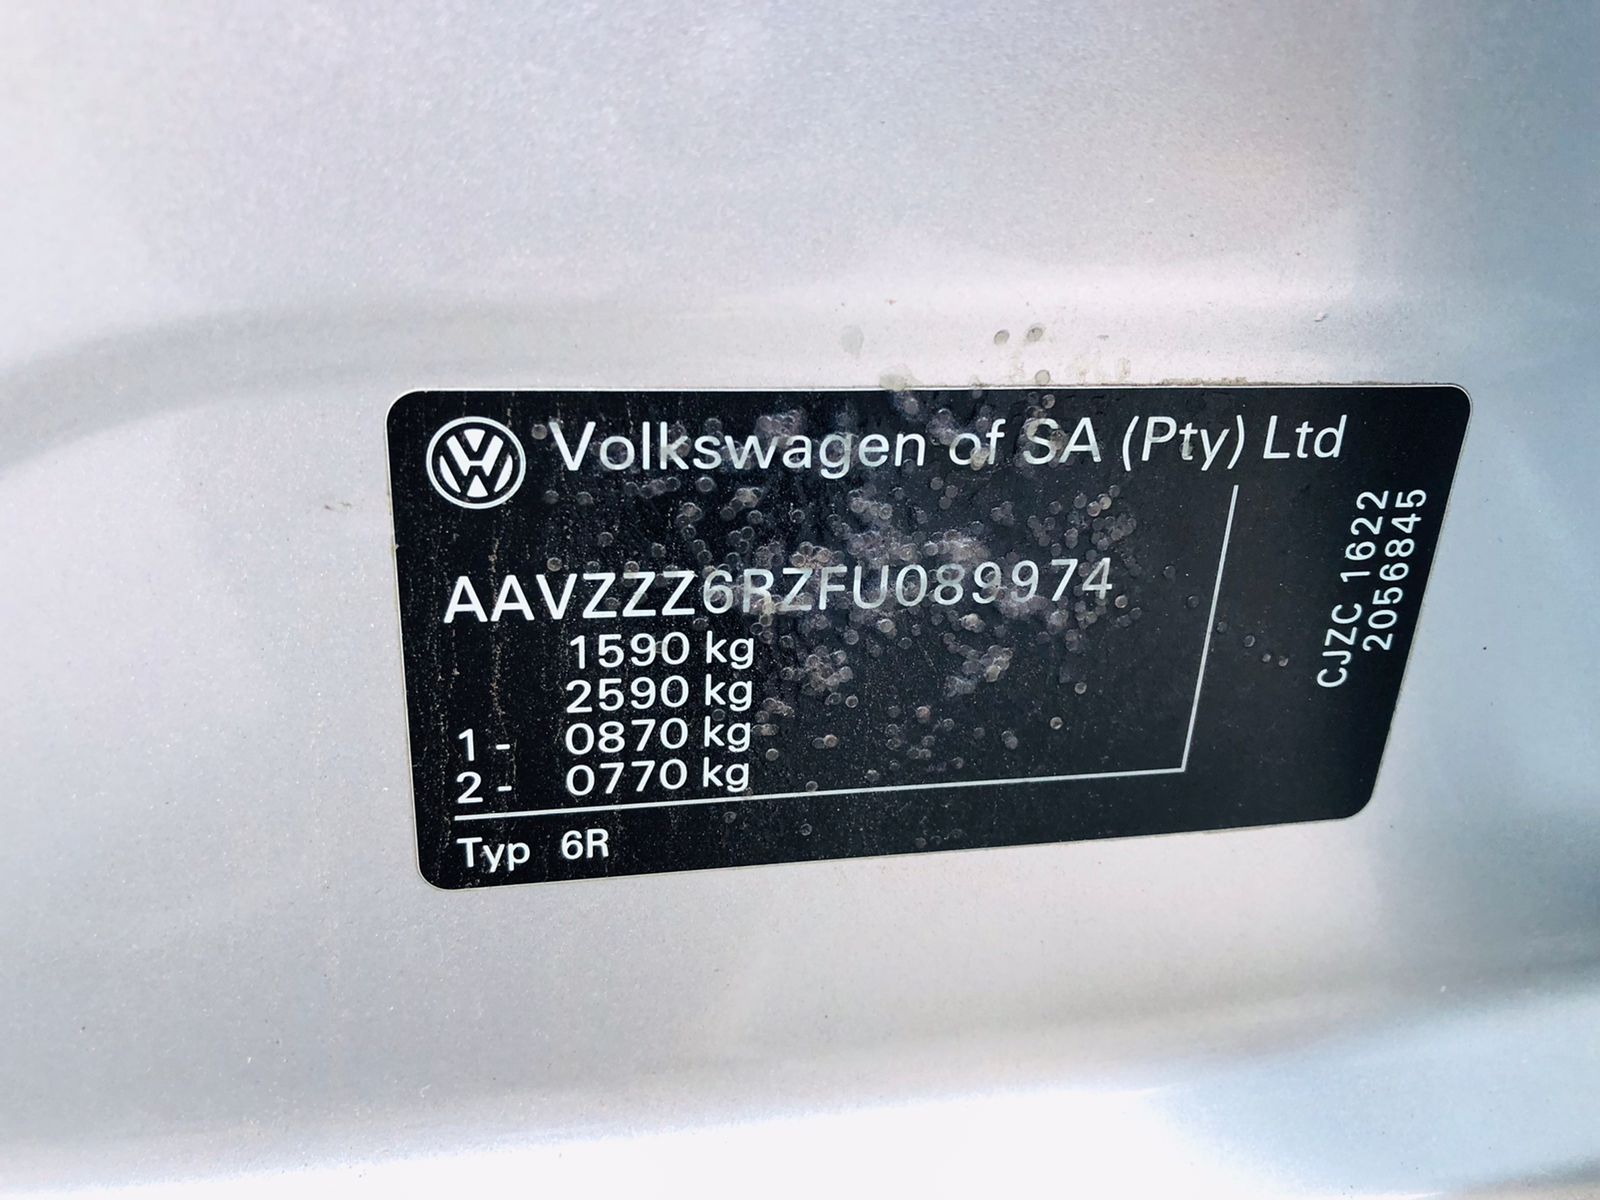 Volkswagen of SA (Pty) Ltd
AAVZZZ6RZFU089974
1590 kg
2590 kg
1 - 0870 kg
2 - 0770 kg
Typ 6R
CJZC 1622
2056845